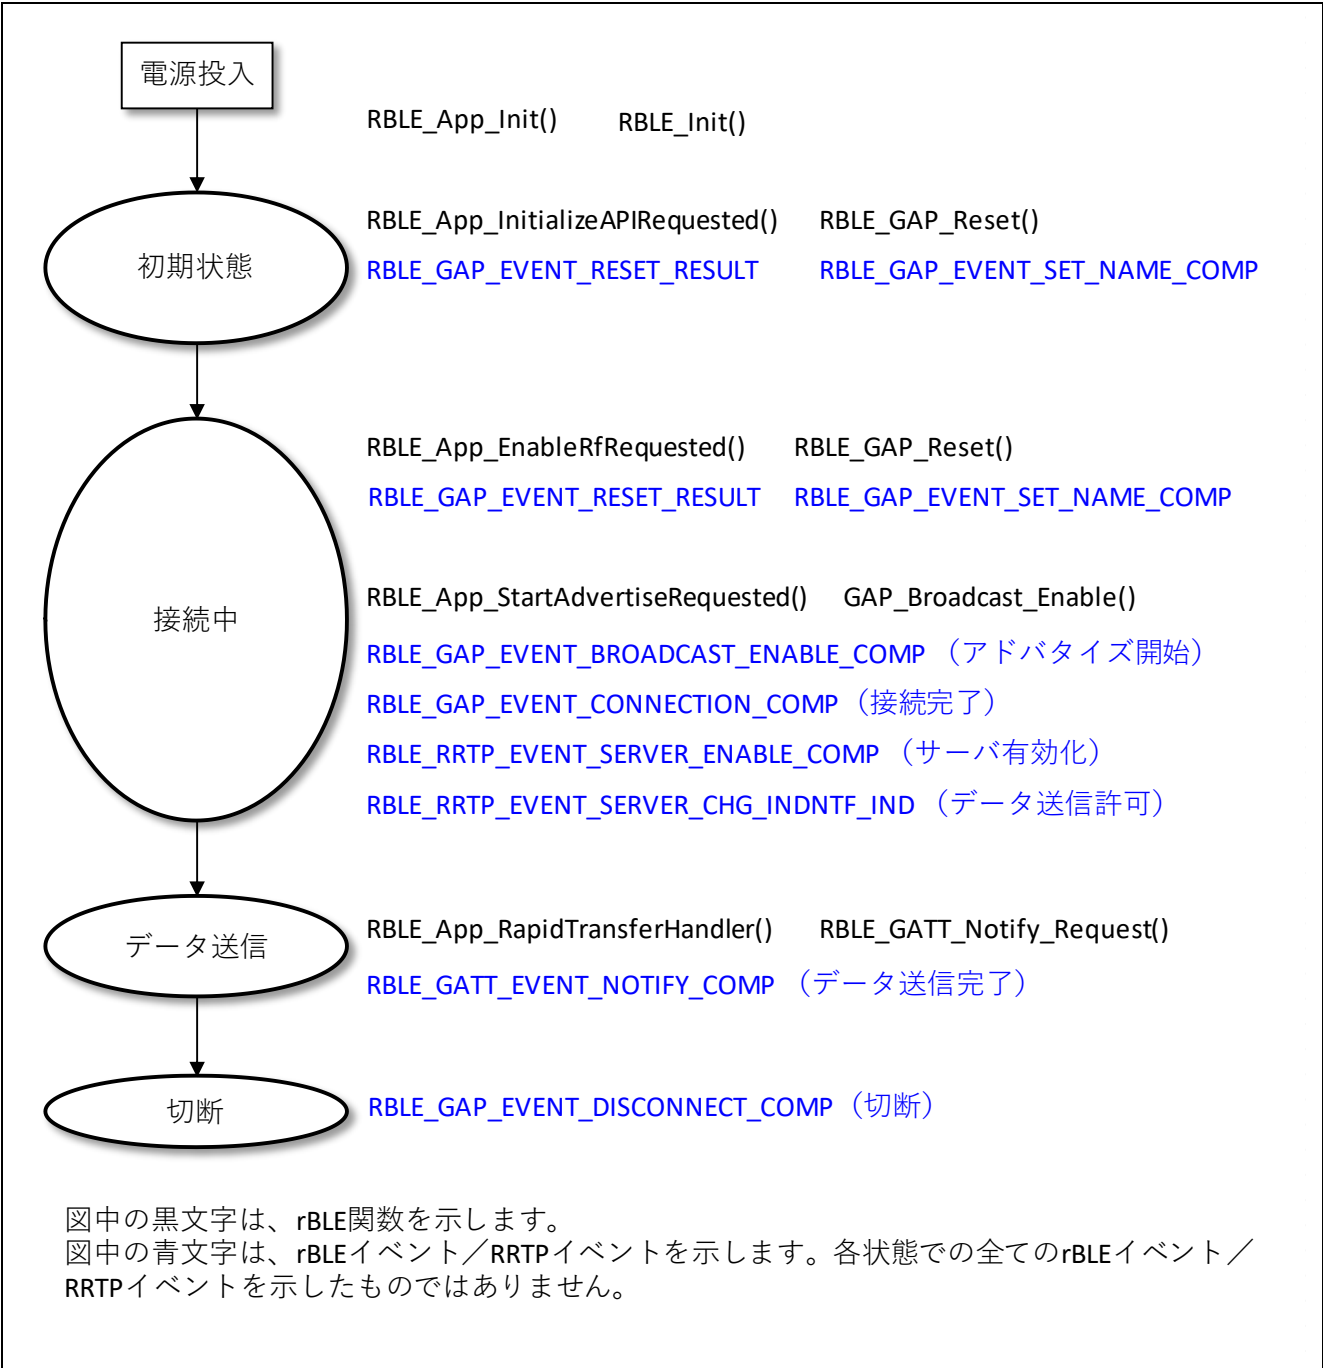 電源投入
RBLE_App_Init() RBLE_Init()
初期状態
RBLE_App_InitializeAPIRequested() RBLE_GAP_Reset()
RBLE_GAP_EVENT_RESET_RESULT RBLE_GAP_EVENT_SET_NAME_COMP
接続中
RBLE_App_EnableRfRequested() RBLE_GAP_Reset()
RBLE_GAP_EVENT_RESET_RESULT RBLE_GAP_EVENT_SET_NAME_COMP
RBLE_App_StartAdvertiseRequested() GAP_Broadcast_Enable()
RBLE_GAP_EVENT_BROADCAST_ENABLE_COMP（アドバタイズ開始）
RBLE_GAP_EVENT_CONNECTION_COMP（接続完了）
RBLE_RRTP_EVENT_SERVER_ENABLE_COMP（サーバ有効化）
RBLE_RRTP_EVENT_SERVER_CHG_INDNTF_IND（データ送信許可）
データ送信
RBLE_App_RapidTransferHandler() RBLE_GATT_Notify_Request()
RBLE_GATT_EVENT_NOTIFY_COMP（データ送信完了）
切断
RBLE_GAP_EVENT_DISCONNECT_COMP（切断）
図中の黒文字は、rBLE関数を示します。
図中の青文字は、rBLEイベント／RRTPイベントを示します。各状態での全てのrBLEイベント／
RRTPイベントを示したものではありません。